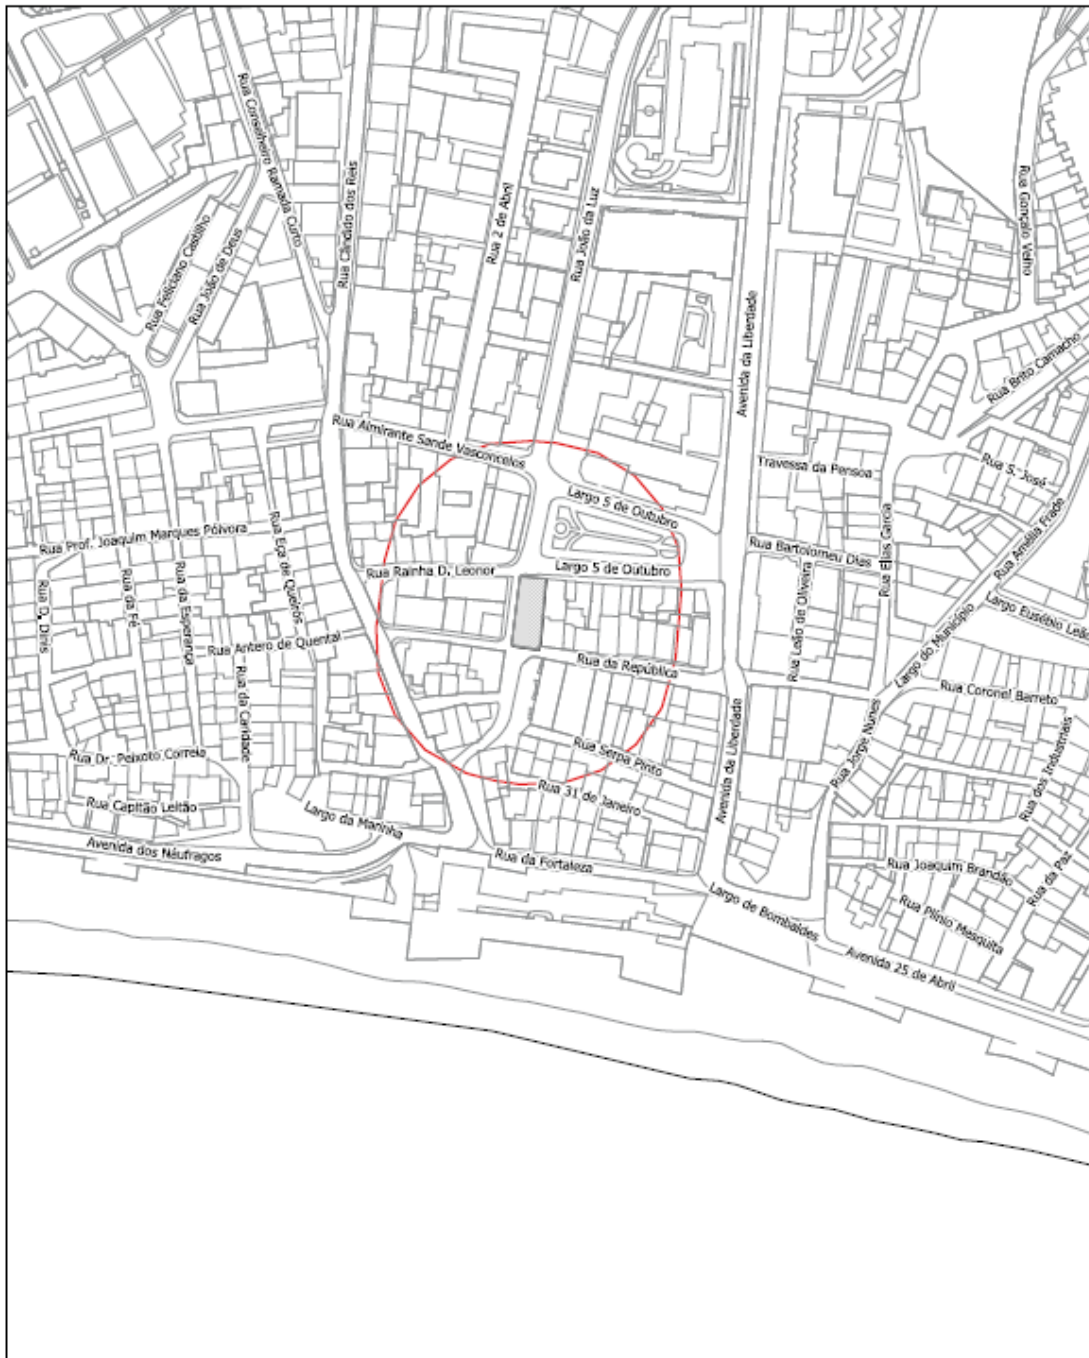 Rua Conselheiro Ramada Curto
Rua Cândido dos Reis
Rua 2 de Abril
Rua João da Luz
Rua Gonçalo Velho
Rua Feliciano Castilho
Rua João de Deus
Avenida da Liberdade
Rua Brito Camacho
Rua Almirante Sande Vasconcelos
Travessa da Pensoa
Rua S. José
Largo 5 de Outubro
Rua Prof. Joaquim Marques Pólvora
Rua Eça de Queirós
Rua Elias Garcia
Rua Amélia Frade
Rua Bartolomeu Dias
Rua Rainha D. Leonor
Largo 5 de Outubro
Rua D. Dinis
Rua da Fé
Rua da Esperança
Rua Leão de Oliveira
Largo Eusébio Leão
Rua Antero de Quental
Largo do Município
Rua da República
Rua Coronel Barreto
Rua da Caridade
Rua Dr. Peixoto Correia
Rua Serpa Pinto
Avenida da Liberdade
Rua Jorge Nunes
Rua dos Industriais
Rua Capitão Leitão
Rua 31 de Janeiro
Largo da Marinha
Avenida dos Náufragos
Rua da Fortaleza
Rua Joaquim Brandão
Rua da Paz
Largo de Bombaldes
Rua Plínio Mesquita
Avenida 25 de Abril